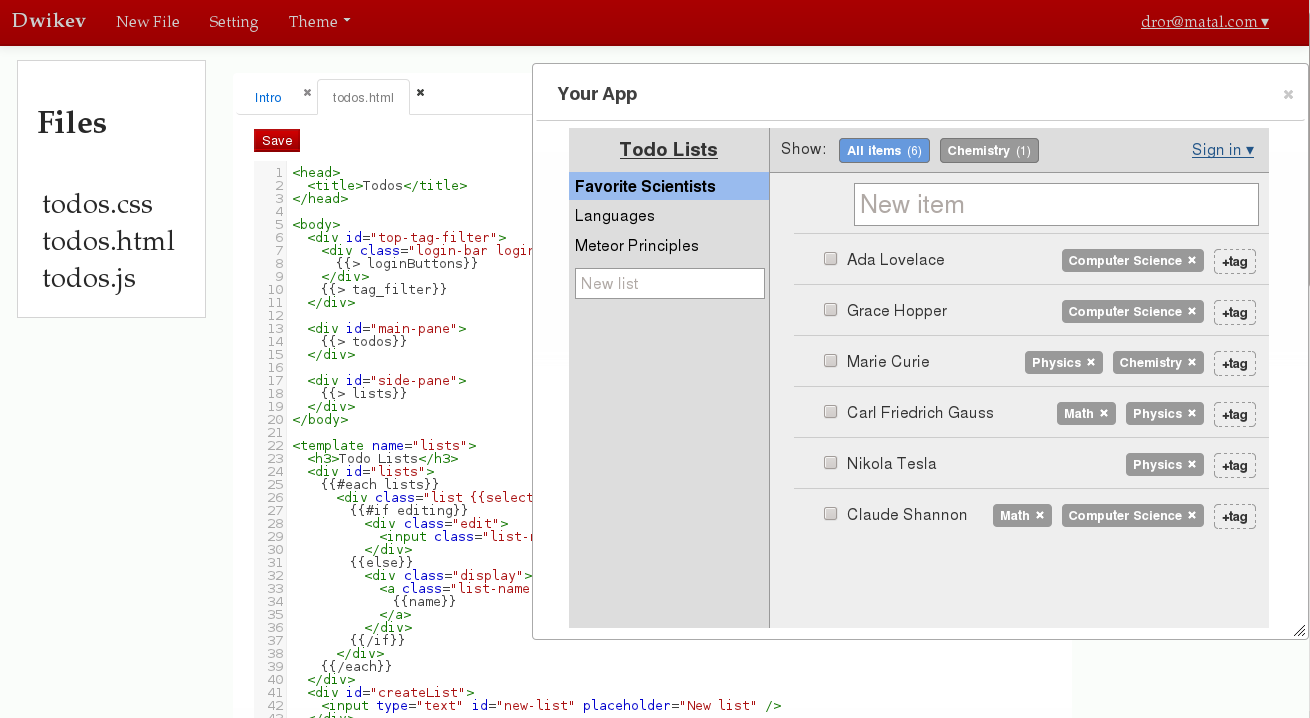 Dwikev New File Setting Theme dror@matal.com ▾
Files
todos.css
todos.html
todos.js
Intro × todos.html ×
Save
1 <head>
2 <title>Todos</title>
3 </head>
4
5 <body>
6 <div id="top-tag-filter">
7 <div class="login-bar login
8 {{> loginButtons}}
9 </div>
10 {{> tag_filter}}
11 </div>
12
13 <div id="main-pane">
14 {{> todos}}
15 </div>
16
17 <div id="side-pane">
18 {{> lists}}
19 </div>
20 </body>
21
22 <template name="lists">
23 <h3>Todo Lists</h3>
24 <div id="lists">
25 {{#each lists}}
26 <div class="list {{select
27 {{#if editing}}
28 <div class="edit">
29 <input class="list-
30 </div>
31 {{else}}
32 <div class="display">
33 <a class="list-name
34 {{name}}
35 </a>
36 </div>
37 {{/if}}
38 </div>
39 {{/each}}
40 </div>
41 <div id="createList">
42 <input type="text" id="new-list" placeholder="New list" />
Your App ×
Todo Lists
Favorite Scientists
Languages
Meteor Principles
New list
Show: All items (6) Chemistry (1) Sign in ▾
New item
Ada Lovelace Computer Science × +tag
Grace Hopper Computer Science × +tag
Marie Curie Physics × Chemistry × +tag
Carl Friedrich Gauss Math × Physics × +tag
Nikola Tesla Physics × +tag
Claude Shannon Math × Computer Science × +tag